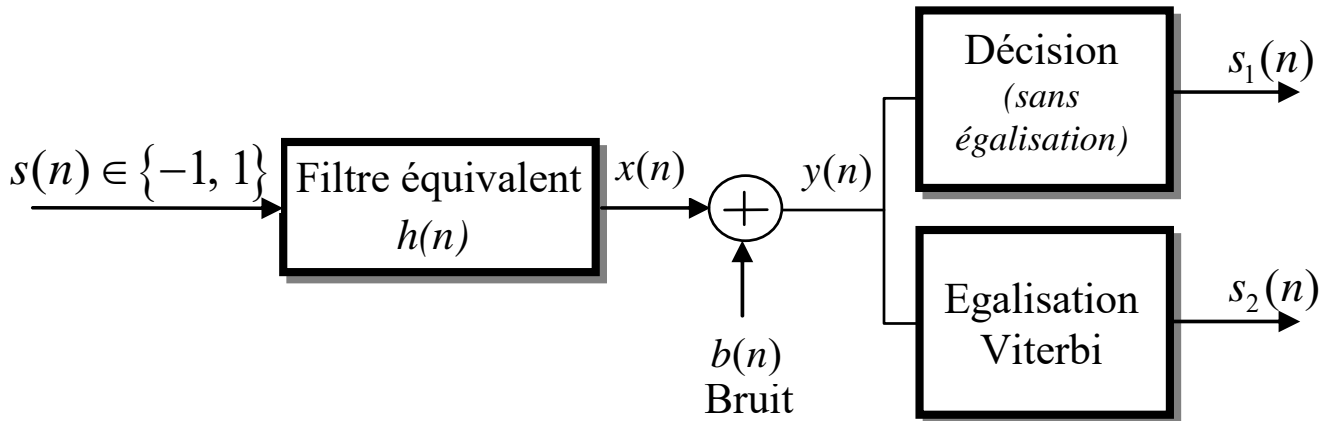 s(n) ∈ {−1, 1}
Filtre équivalent
h(n)
x(n)
+
b(n)
Bruit
y(n)
Décision
(sans
égalisation)
s₁(n)
Egalisation
Viterbi
s₂(n)